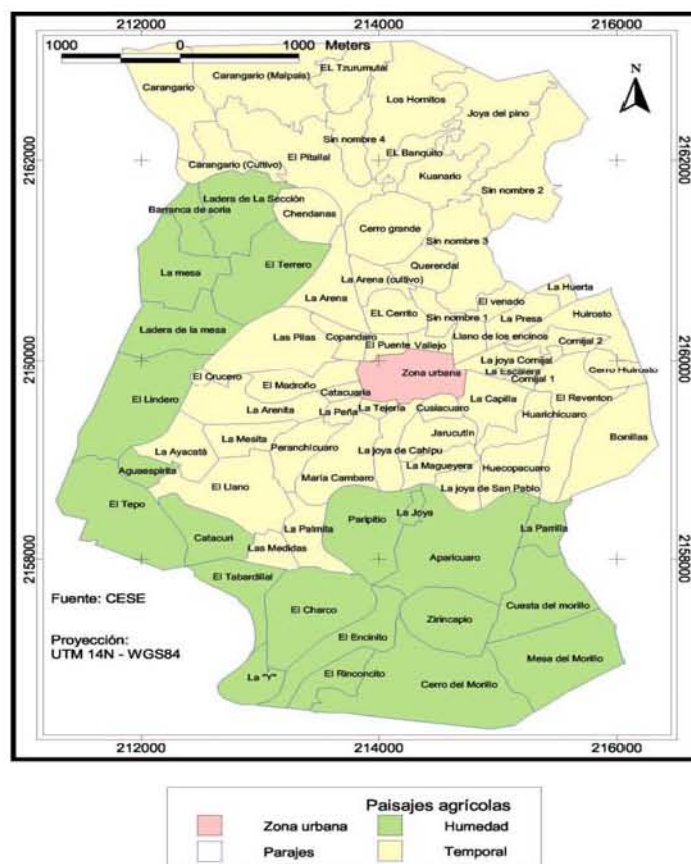 212000 214000 216000
1000 0 1000 Meters
N
EL Tzurumutal
Carangario (Malpais)
Carangario
Los Hornitos
Joya del pino
Sin nombre 4
2162000 2162000
EL Banquito
El Pitallal
Carangario (Cultivo)
Kuanario
Sin nombre 2
Ladera de La Sección
Barranca de soria
Chendanas
Cerro grande
Sin nombre 3
El Terrero
Querendal
La mesa
La Arena (cultivo)
La Huerta
La Arena
El venado
EL Cerrito
Sin nombre 1
La Presa
Huirosto
Ladera de la mesa
Las Pilas
Copandaro
El Puente Vallejo
Llano de los encinos
Cornijal 2
2160000 2160000
La joya Cornijal
Zona urbana
La Escalera
Cerro Huirosto
El Crucero
El Madroño
Cornijal 1
Catacuaria
El Lindero
La Capilla
El Reventon
La Arenita
La Peña
La Tejeria
Cusiacuaro
Huarichicuaro
La Mesita
Jarucutin
Bonillas
La Ayacatá
Peranchicuaro
La joya de Cahipu
Aguaespirita
La Magueyera
Huecopacuaro
El Llano
Maria Cambaro
La joya de San Pablo
El Tepo
La Joya
Paripitio
La Parrilla
Catacuri
La Palmita
Las Medidas
Aparicuaro
2158000 2158000
El Tabardillal
Fuente: CESE
El Charco
Zirincapio
Cuesta del morillo
Proyección:
UTM 14N - WGS84
El Encinito
Mesa del Morillo
La "Y"
El Rinconcito
Cerro del Morillo
212000 214000 216000
Paisajes agrícolas
Zona urbana Humedad
Parajes Temporal